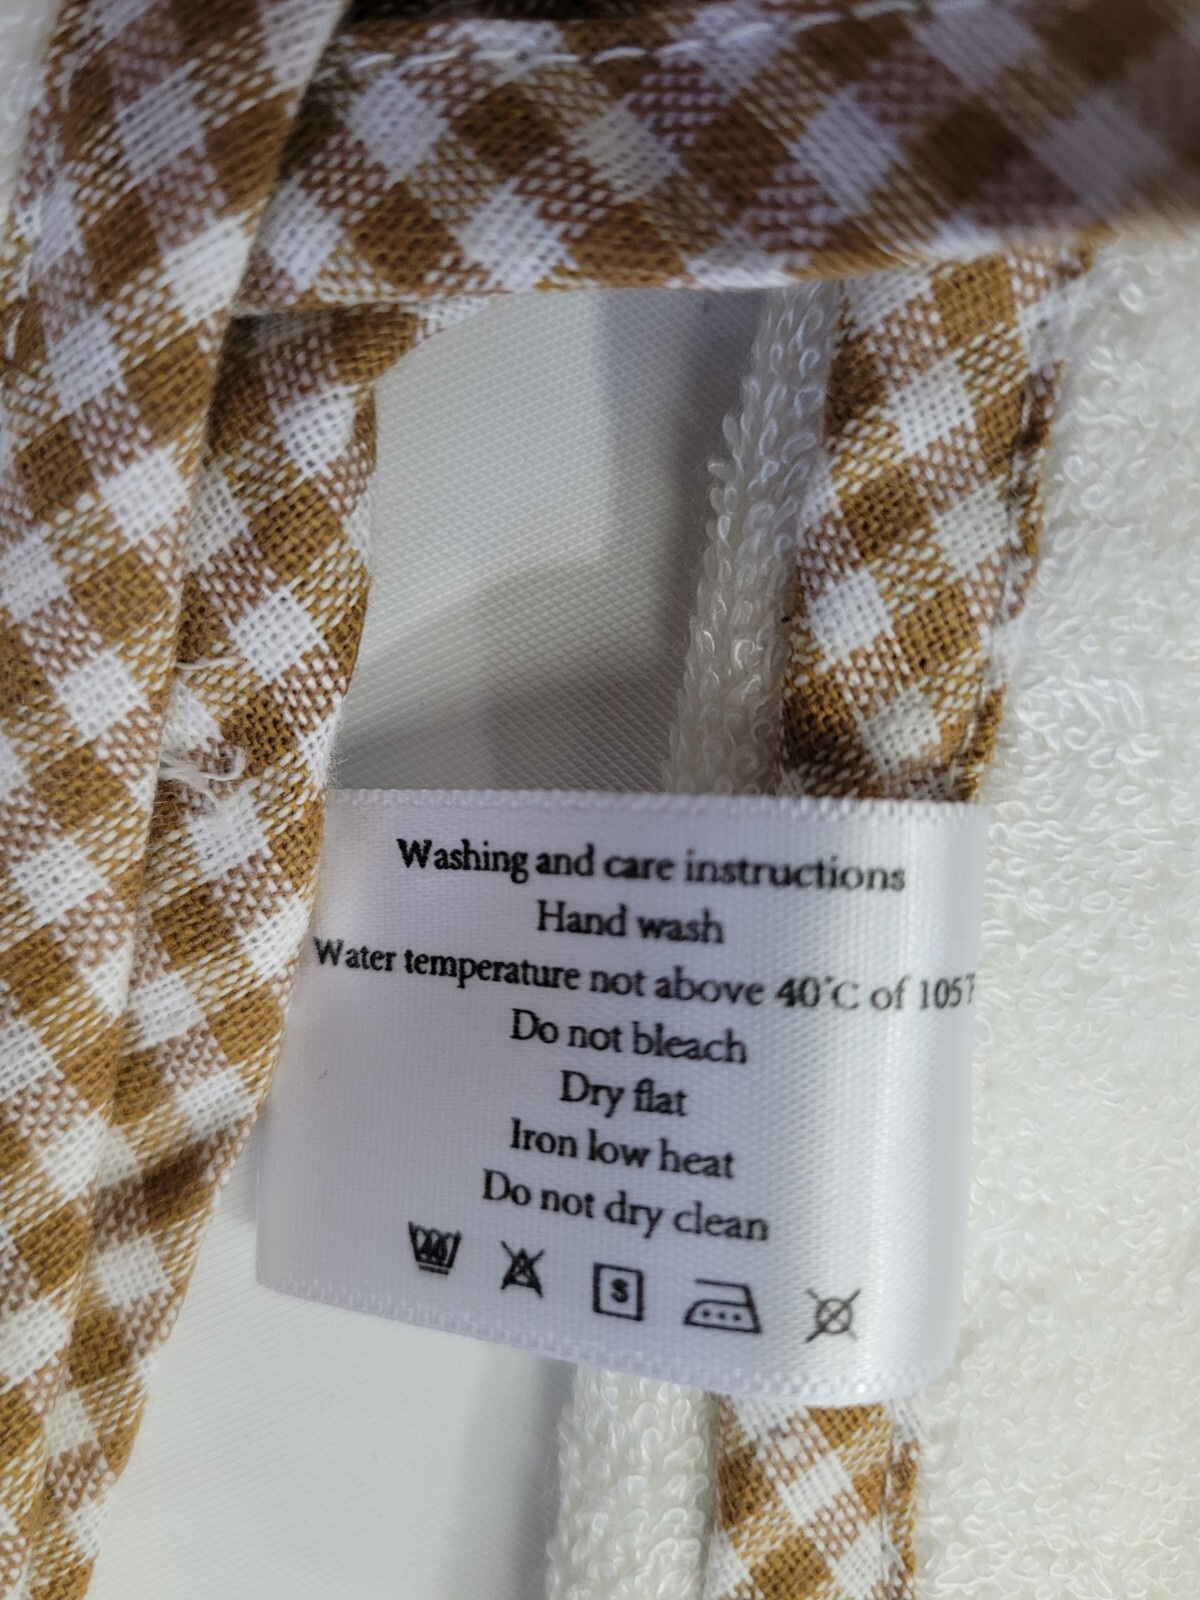 Washing and care instructions
Hand wash
Water temperature not above 40°C of 105?
Do not bleach
Dry flat
Iron low heat
Do not dry clean
40
S